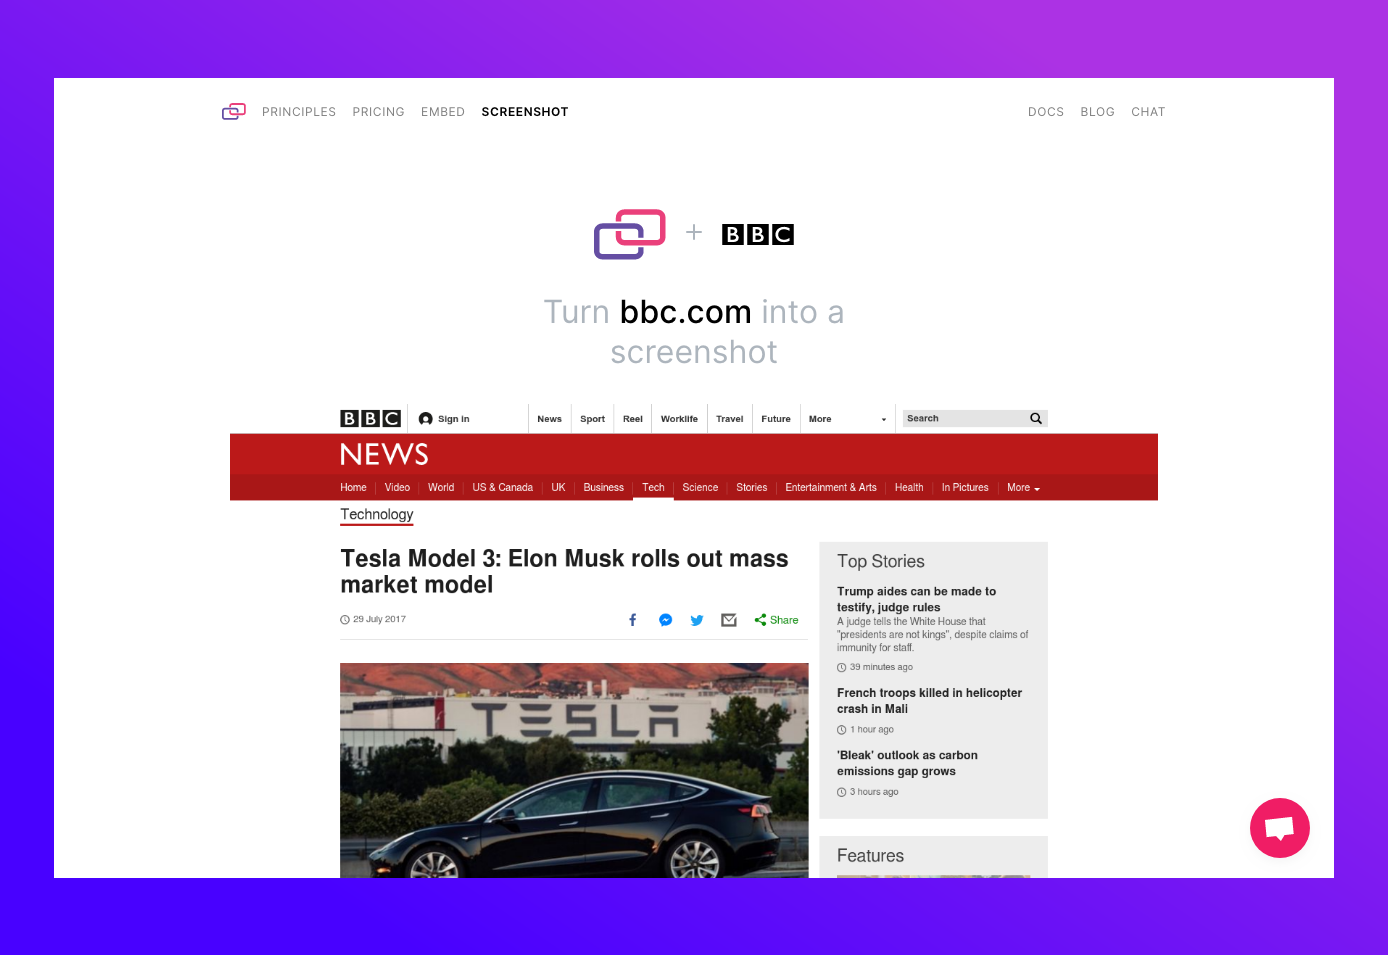 PRINCIPLES PRICING EMBED SCREENSHOT DOCS BLOG CHAT
+ BBC
Turn bbc.com into a
screenshot
BBC Sign in News Sport Reel Worklife Travel Future More Search
NEWS
Home Video World US & Canada UK Business Tech Science Stories Entertainment & Arts Health In Pictures More
Technology
Tesla Model 3: Elon Musk rolls out mass
market model
29 July 2017 Share
TESLA
Top Stories
Trump aides can be made to
testify, judge rules
A judge tells the White House that
"presidents are not kings", despite claims of
immunity for staff.
39 minutes ago
French troops killed in helicopter
crash in Mali
1 hour ago
'Bleak' outlook as carbon
emissions gap grows
3 hours ago
Features